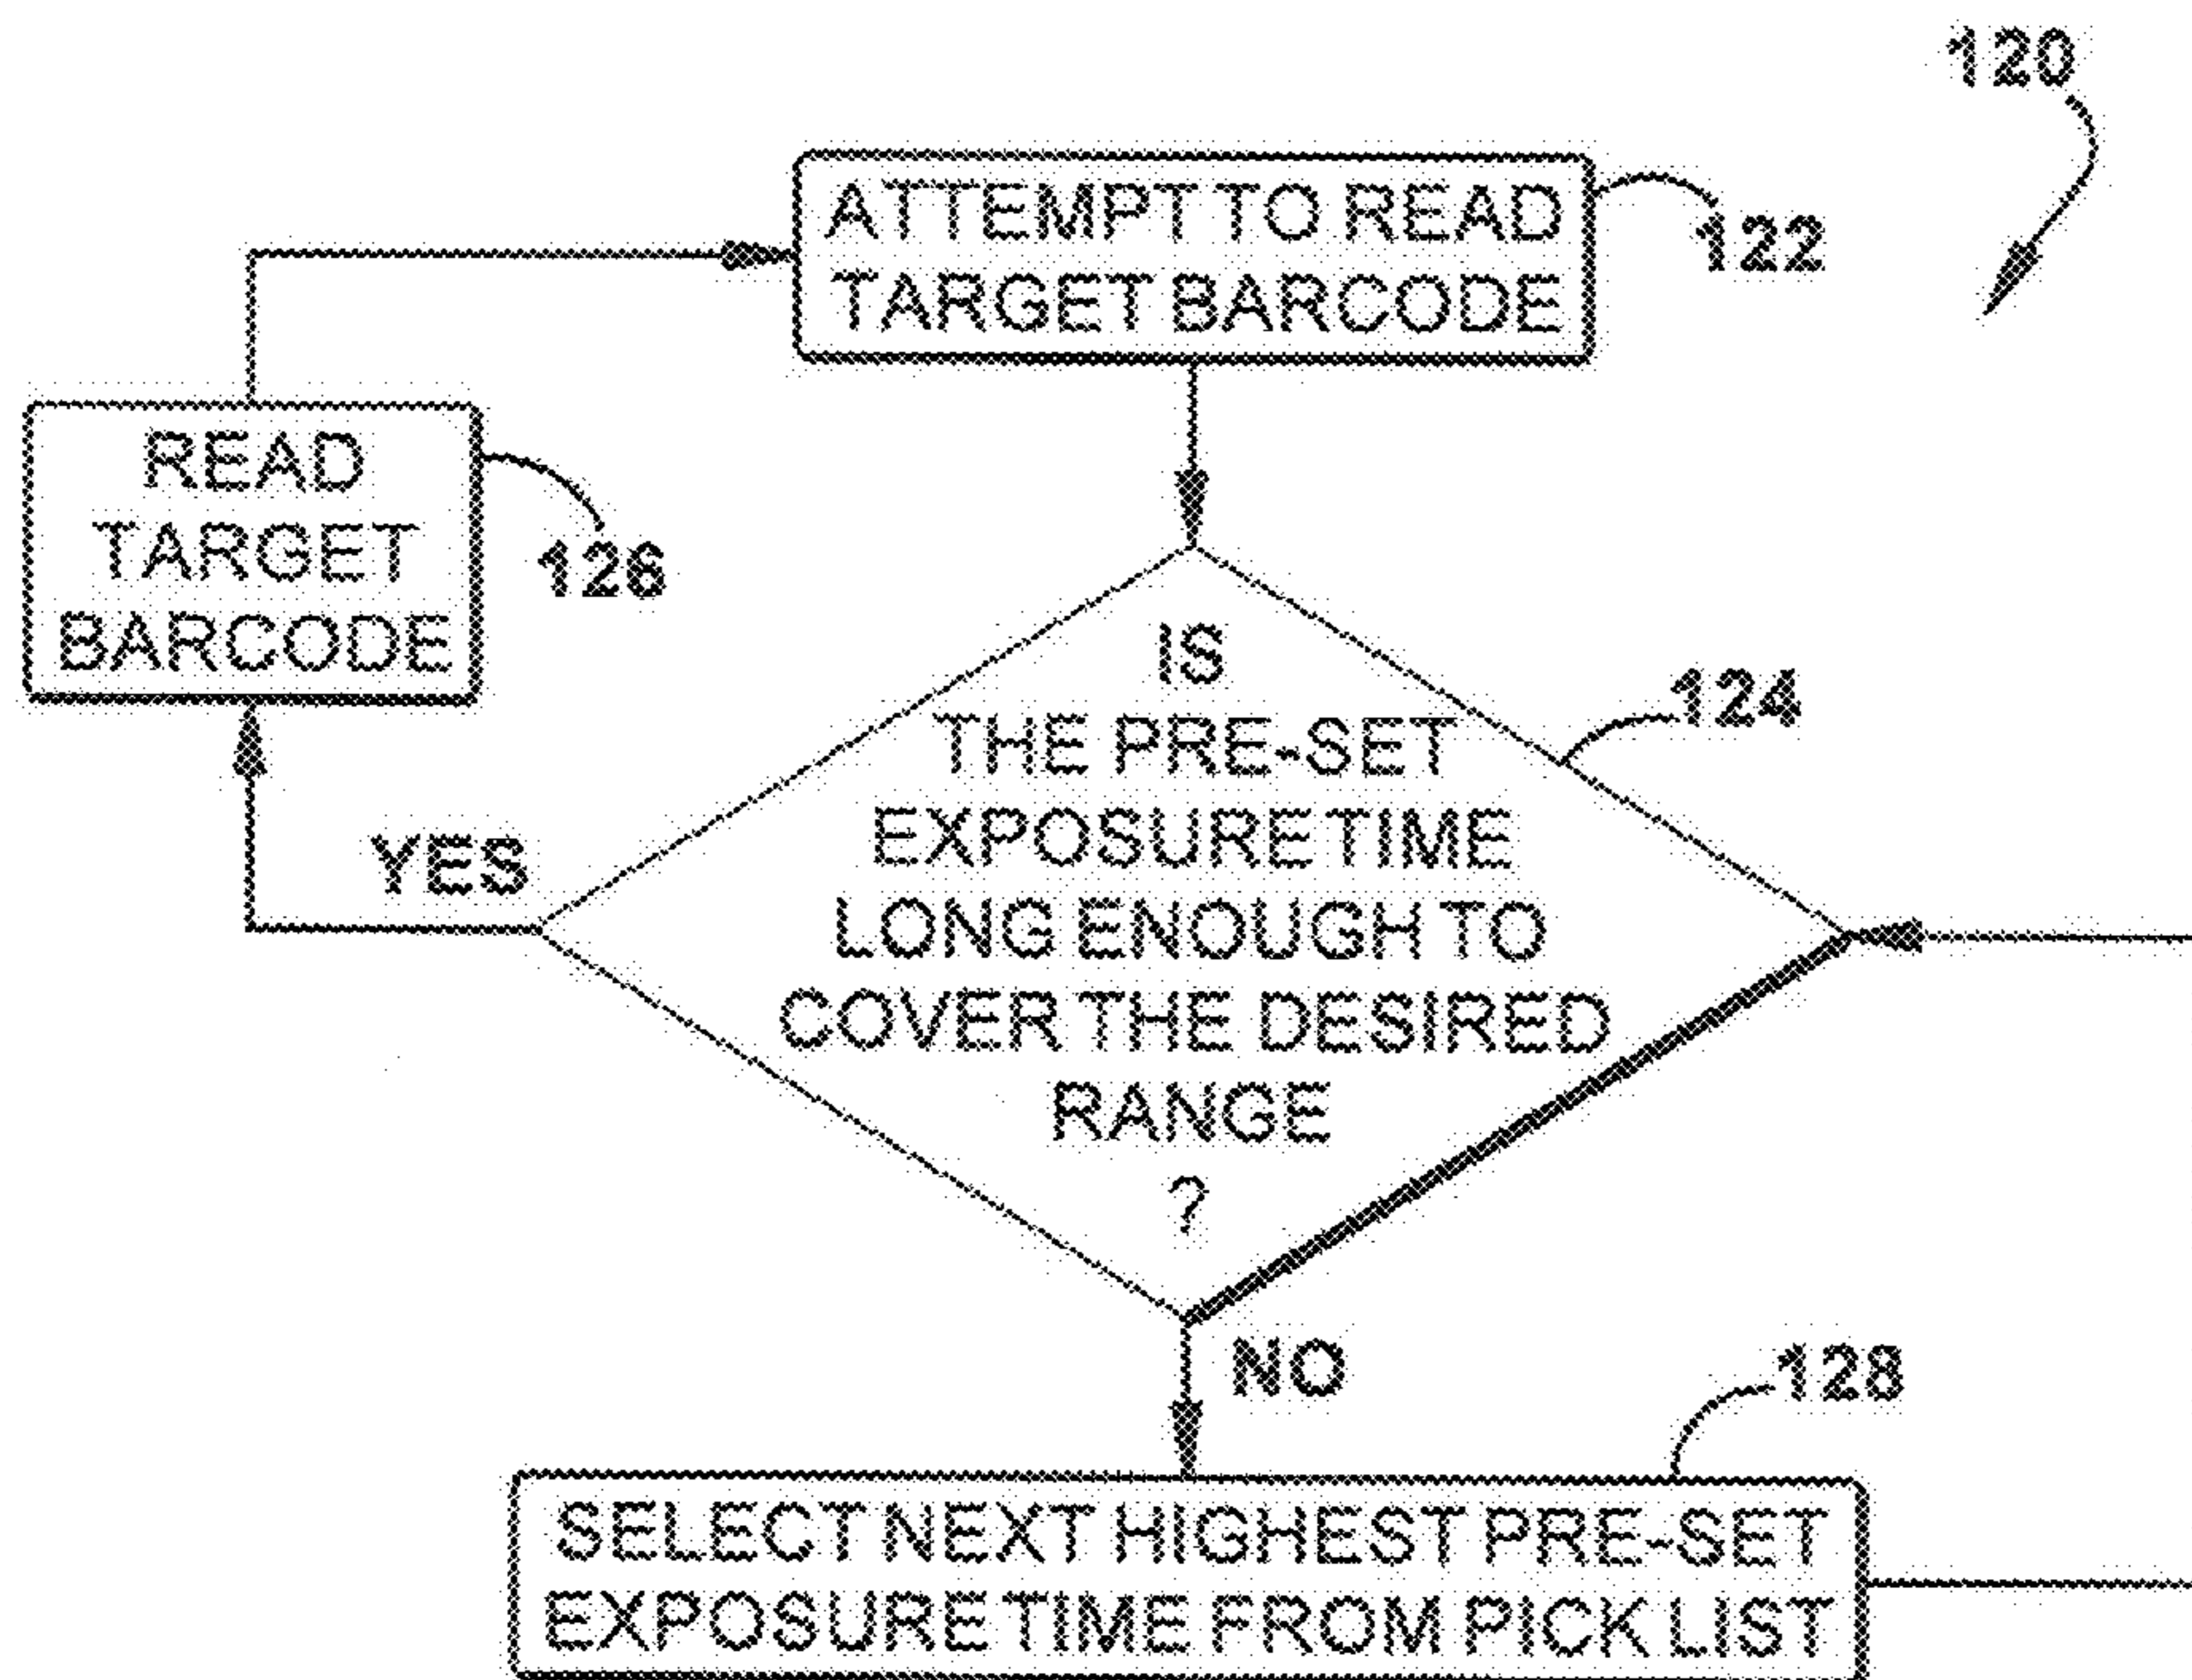 120
ATTEMPT TO READ
TARGET BARCODE
122
READ
TARGET
BARCODE
126
IS
THE PRE-SET
EXPOSURE TIME
LONG ENOUGH TO
COVER THE DESIRED
RANGE
?
124
YES
NO
128
SELECT NEXT HIGHEST PRE-SET
EXPOSURE TIME FROM PICK LIST